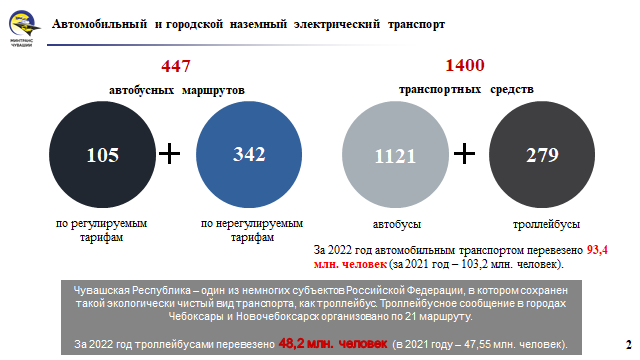 Автомобильный и городской наземный электрический транспорт
МИНТРАНС
ЧУВАШИИ
447
автобусных маршрутов
1400
транспортных средств
105
342
1121
279
по регулируемым
тарифам
по нерегулируемым
тарифам
автобусы
троллейбусы
За 2022 год автомобильным транспортом перевезено 93,4
млн. человек (за 2021 год – 103,2 млн. человек).
Чувашская Республика – один из немногих субъектов Российской Федерации, в котором сохранен
такой экологически чистый вид транспорта, как троллейбус. Троллейбусное сообщение в городах
Чебоксары и Новочебоксарск организовано по 21 маршруту.
За 2022 год троллейбусами перевезено 48,2 млн. человек (в 2021 году – 47,55 млн. человек).
2